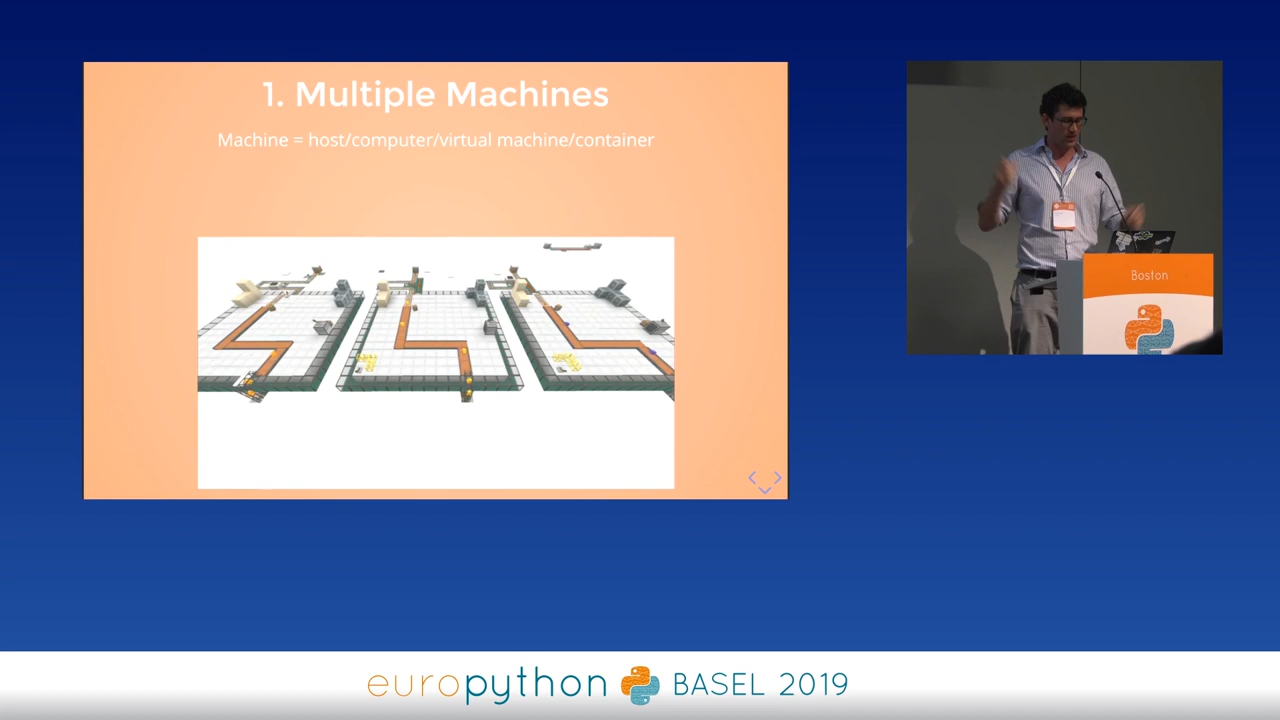 1. Multiple Machines
Machine = host/computer/virtual machine/container
Boston
europython BASEL 2019